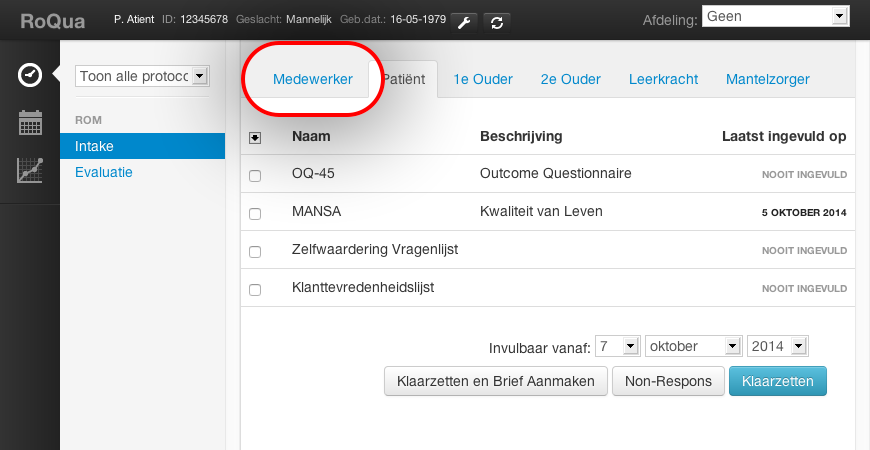 RoQua P. Atient ID: 12345678 Geslacht: Mannelijk Geb.dat.: 16-05-1979 Afdeling: Geen
Toon alle protocc
ROM
Intake
Evaluatie
Medewerker Patiënt 1e Ouder 2e Ouder Leerkracht Mantelzorger
Naam Beschrijving Laatst ingevuld op
OQ-45 Outcome Questionnaire NOOIT INGEVULD
MANSA Kwaliteit van Leven 5 OKTOBER 2014
Zelfwaardering Vragenlijst NOOIT INGEVULD
Klanttevredenheidslijst NOOIT INGEVULD
Invulbaar vanaf: 7 oktober 2014
Klaarzetten en Brief Aanmaken Non-Respons Klaarzetten